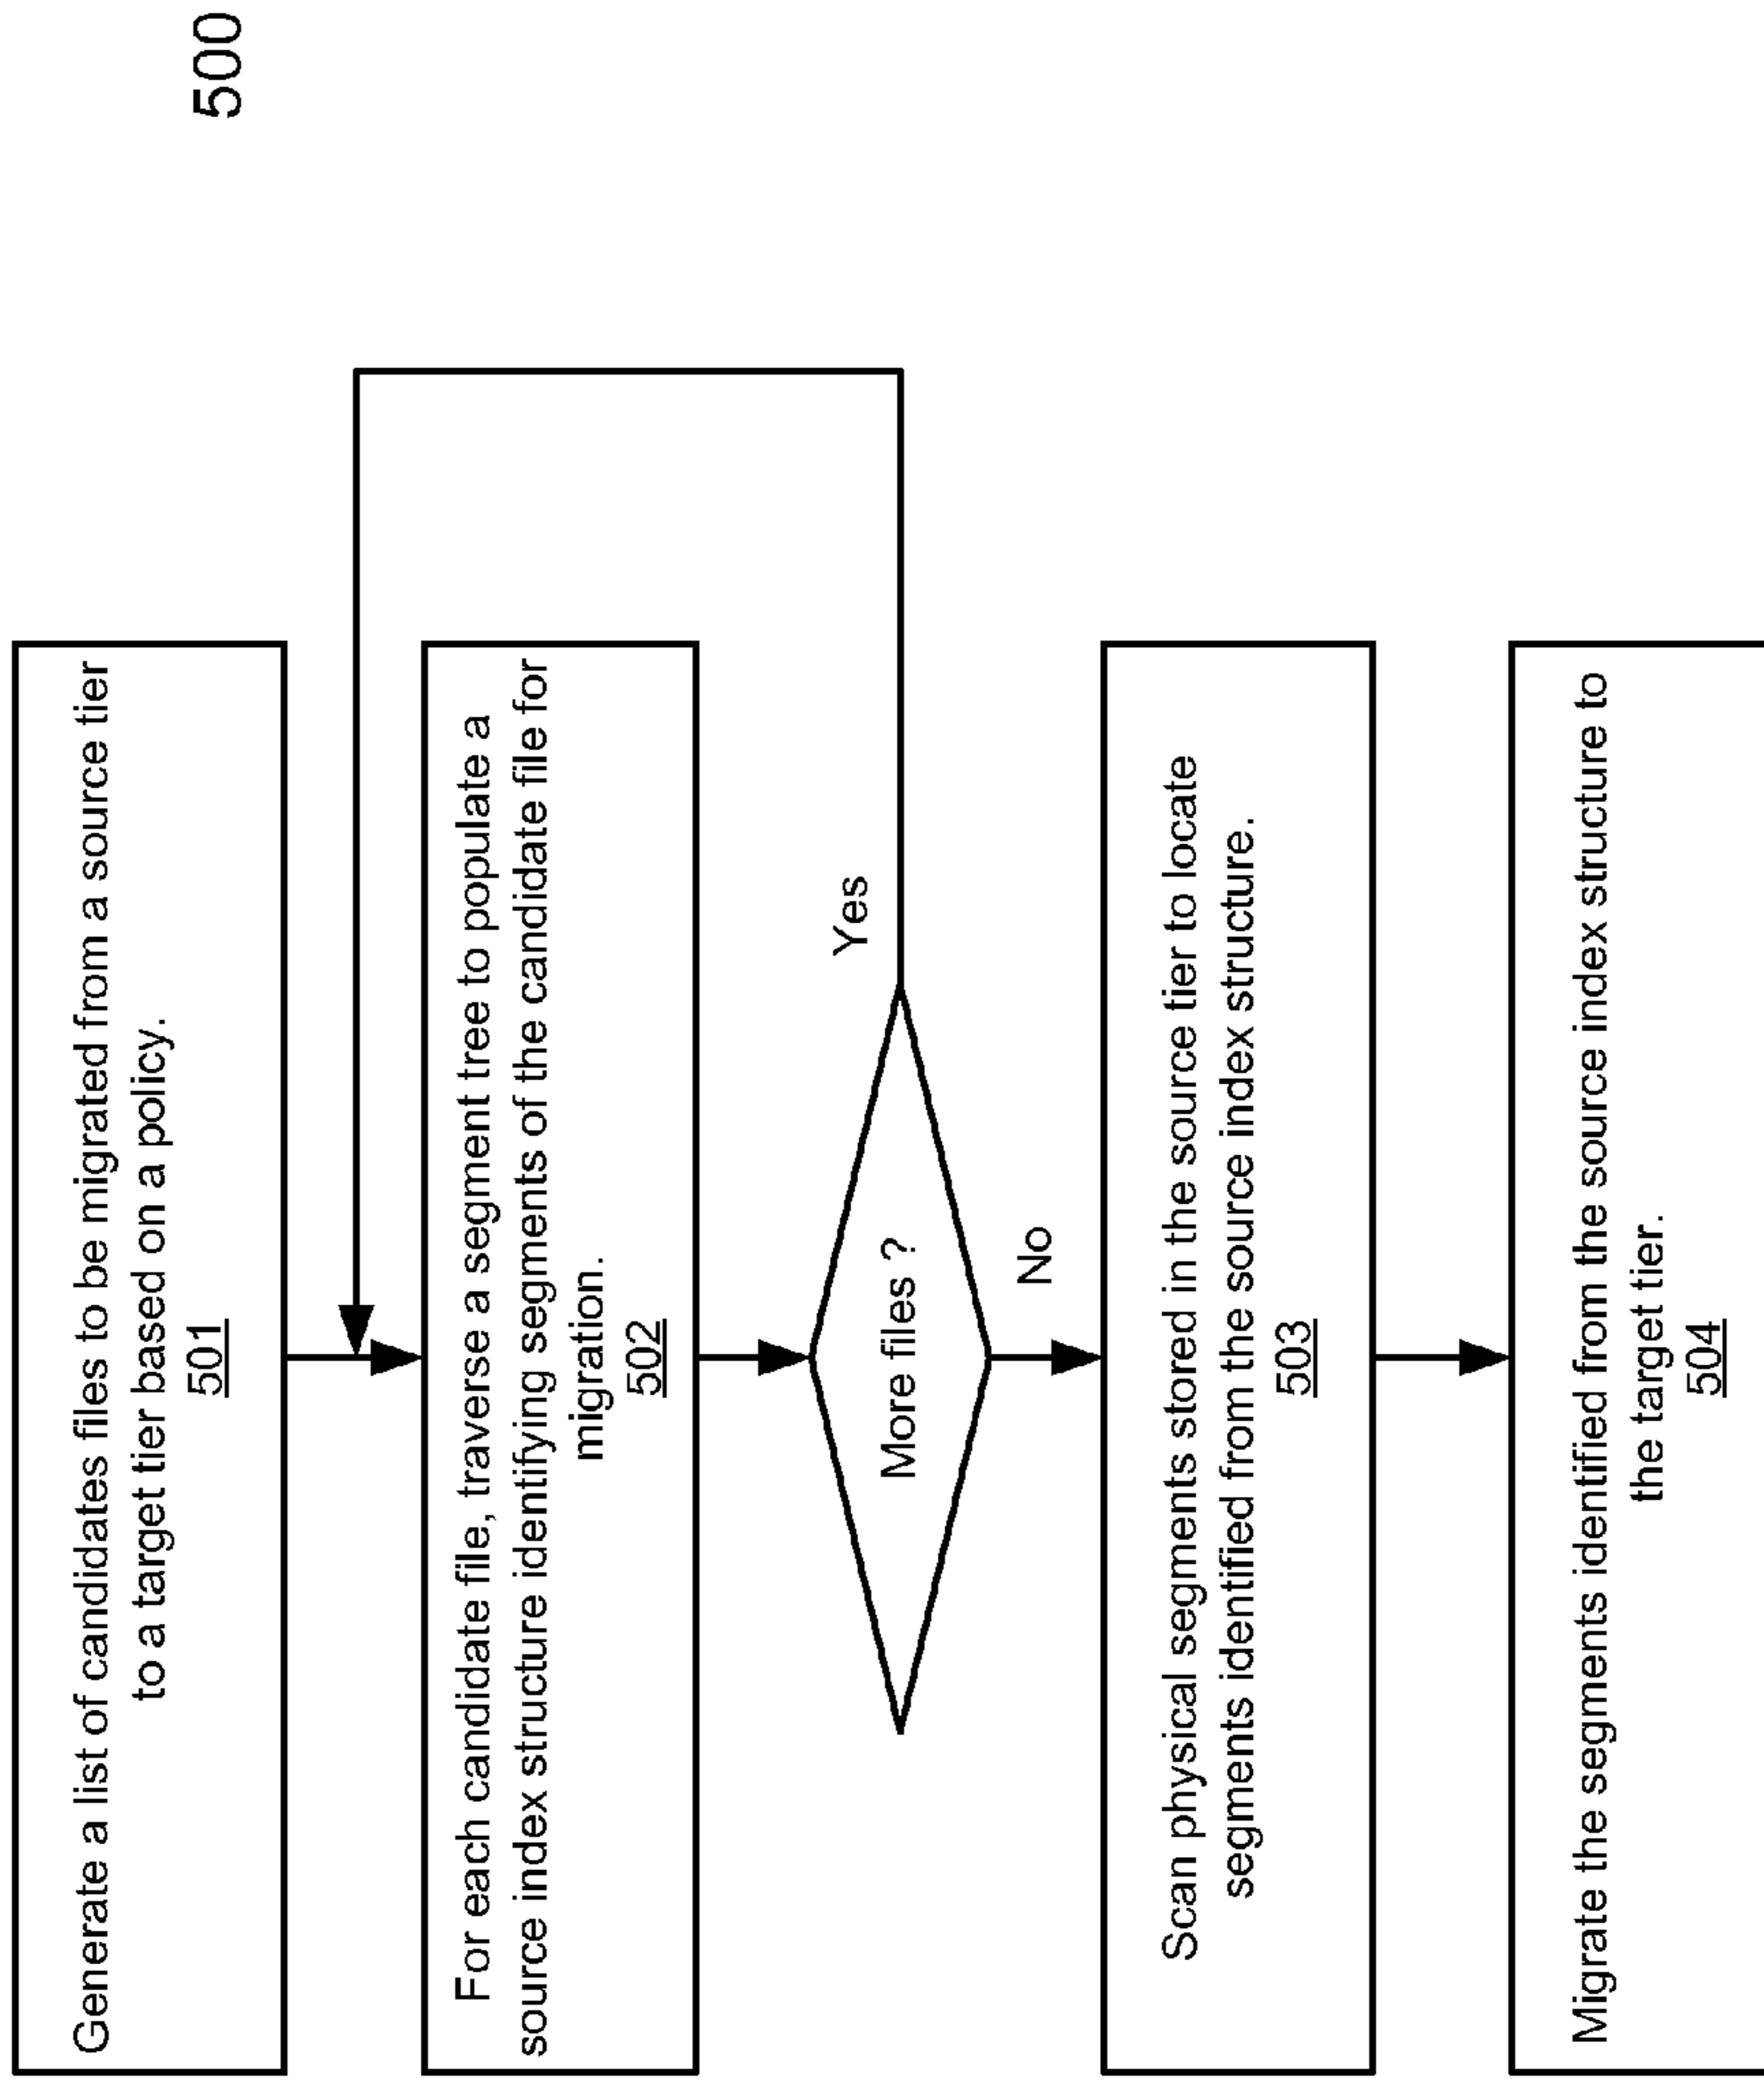 500
Generate a list of candidates files to be migrated from a source tier
to a target tier based on a policy.
501
For each candidate file, traverse a segment tree to populate a
source index structure identifying segments of the candidate file for
migration.
502
More files ?
Yes
No
Scan physical segments stored in the source tier to locate
segments identified from the source index structure.
503
Migrate the segments identified from the source index structure to
the target tier.
504